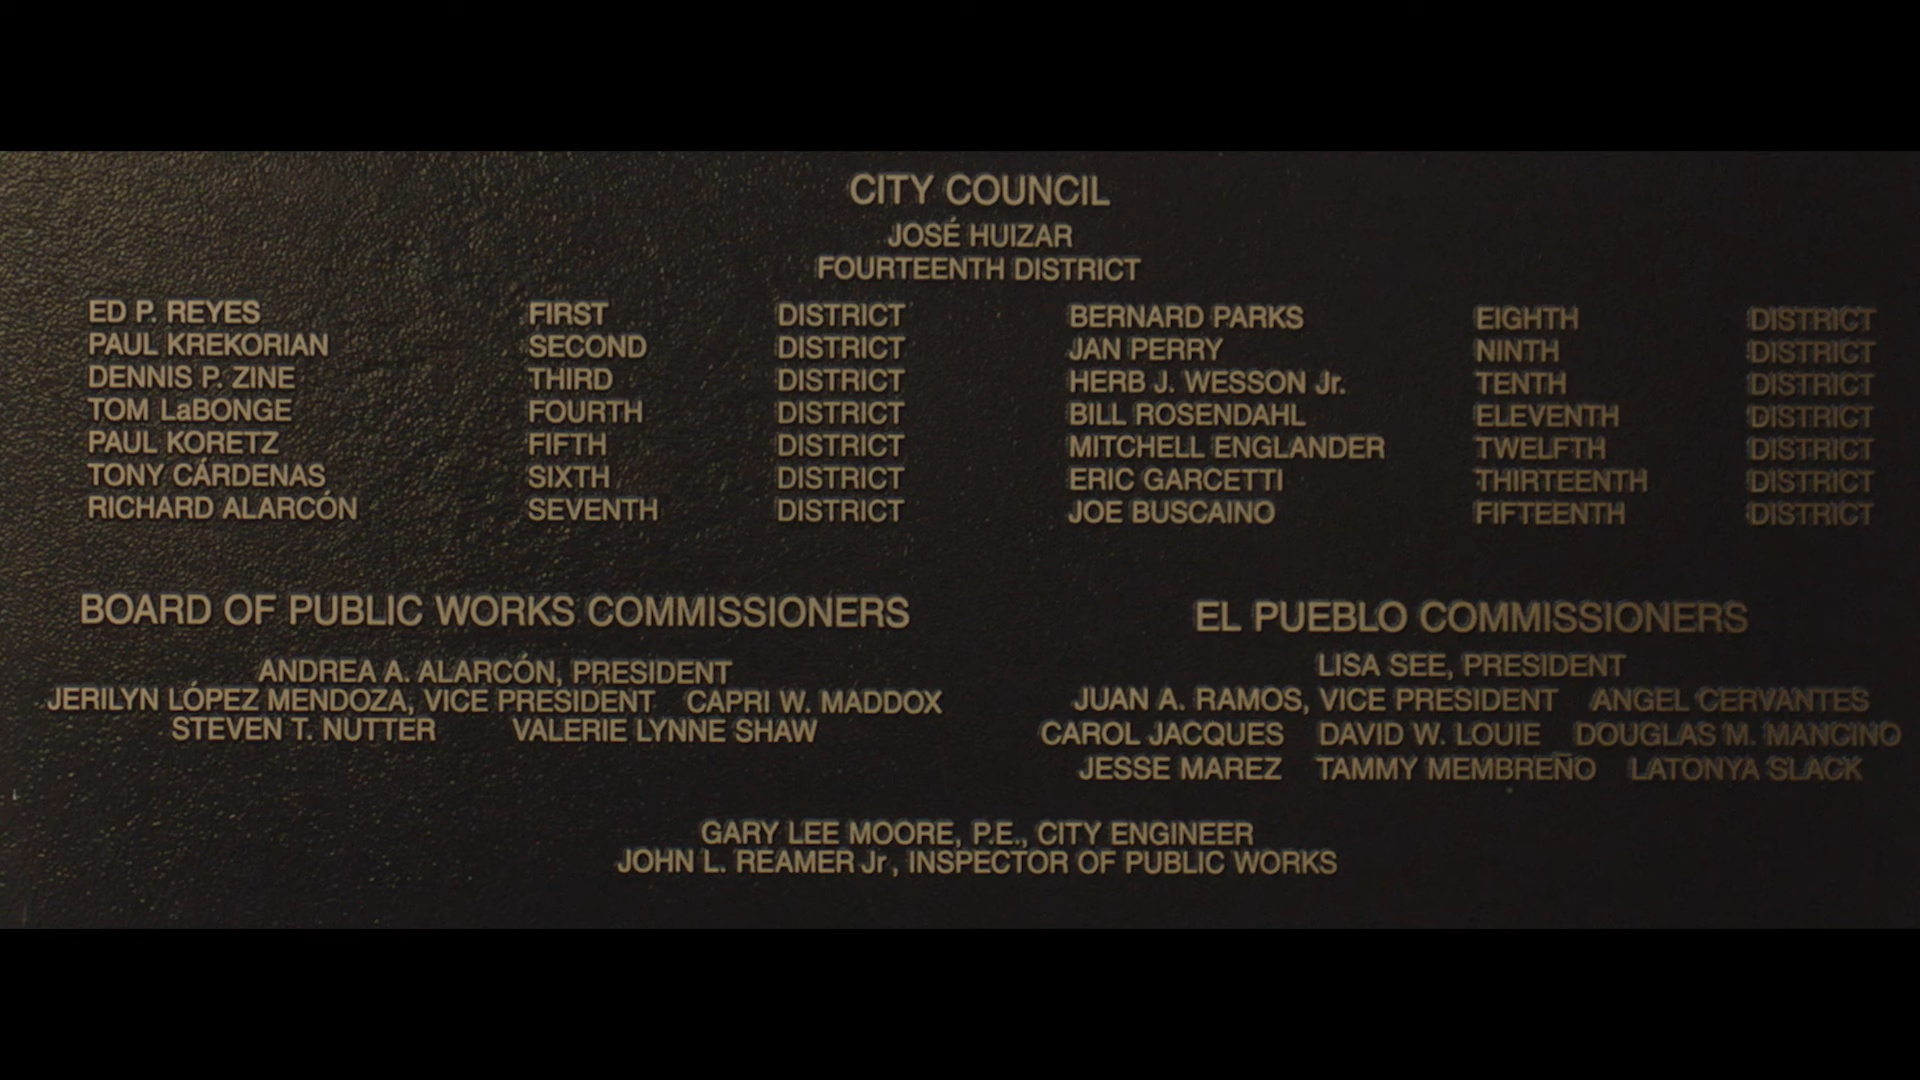 CITY COUNCIL
JOSÉ HUIZAR
FOURTEENTH DISTRICT
ED P. REYES FIRST DISTRICT
PAUL KREKORIAN SECOND DISTRICT
DENNIS P. ZINE THIRD DISTRICT
TOM LaBONGE FOURTH DISTRICT
PAUL KORETZ FIFTH DISTRICT
TONY CÁRDENAS SIXTH DISTRICT
RICHARD ALARCÓN SEVENTH DISTRICT
BERNARD PARKS EIGHTH DISTRICT
JAN PERRY NINTH DISTRICT
HERB J. WESSON Jr. TENTH DISTRICT
BILL ROSENDAHL ELEVENTH DISTRICT
MITCHELL ENGLANDER TWELFTH DISTRICT
ERIC GARCETTI THIRTEENTH DISTRICT
JOE BUSCAINO FIFTEENTH DISTRICT
BOARD OF PUBLIC WORKS COMMISSIONERS
ANDREA A. ALARCÓN, PRESIDENT
JERILYN LÓPEZ MENDOZA, VICE PRESIDENT CAPRI W. MADDOX
STEVEN T. NUTTER VALERIE LYNNE SHAW
EL PUEBLO COMMISSIONERS
LISA SEE, PRESIDENT
JUAN A. RAMOS, VICE PRESIDENT ANGEL CERVANTES
CAROL JACQUES DAVID W. LOUIE DOUGLAS M. MANCINO
JESSE MAREZ TAMMY MEMBREÑO LATONYA SLACK
GARY LEE MOORE, P.E., CITY ENGINEER
JOHN L. REAMER Jr, INSPECTOR OF PUBLIC WORKS